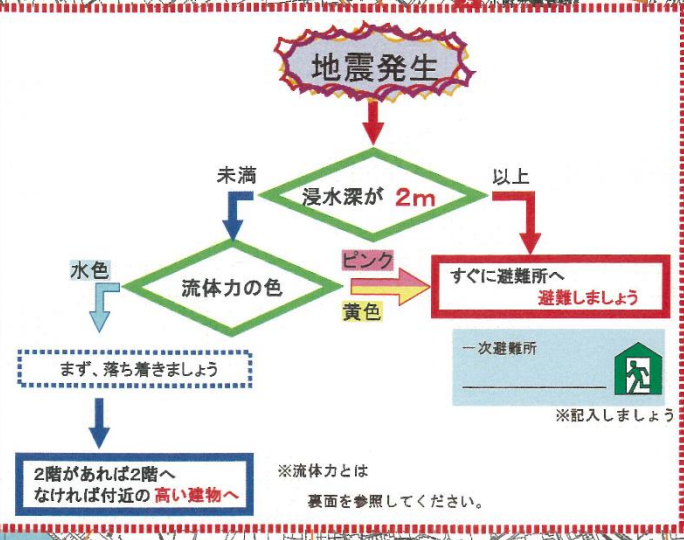 地震発生
浸水深が 2m
未満
以上
流体力の色
水色
ピンク
黄色
すぐに避難所へ
避難しましょう
一次避難所
※記入しましょう
まず、落ち着きましょう
2階があれば2階へ
なければ付近の高い建物へ
※流体力とは
裏面を参照してください。